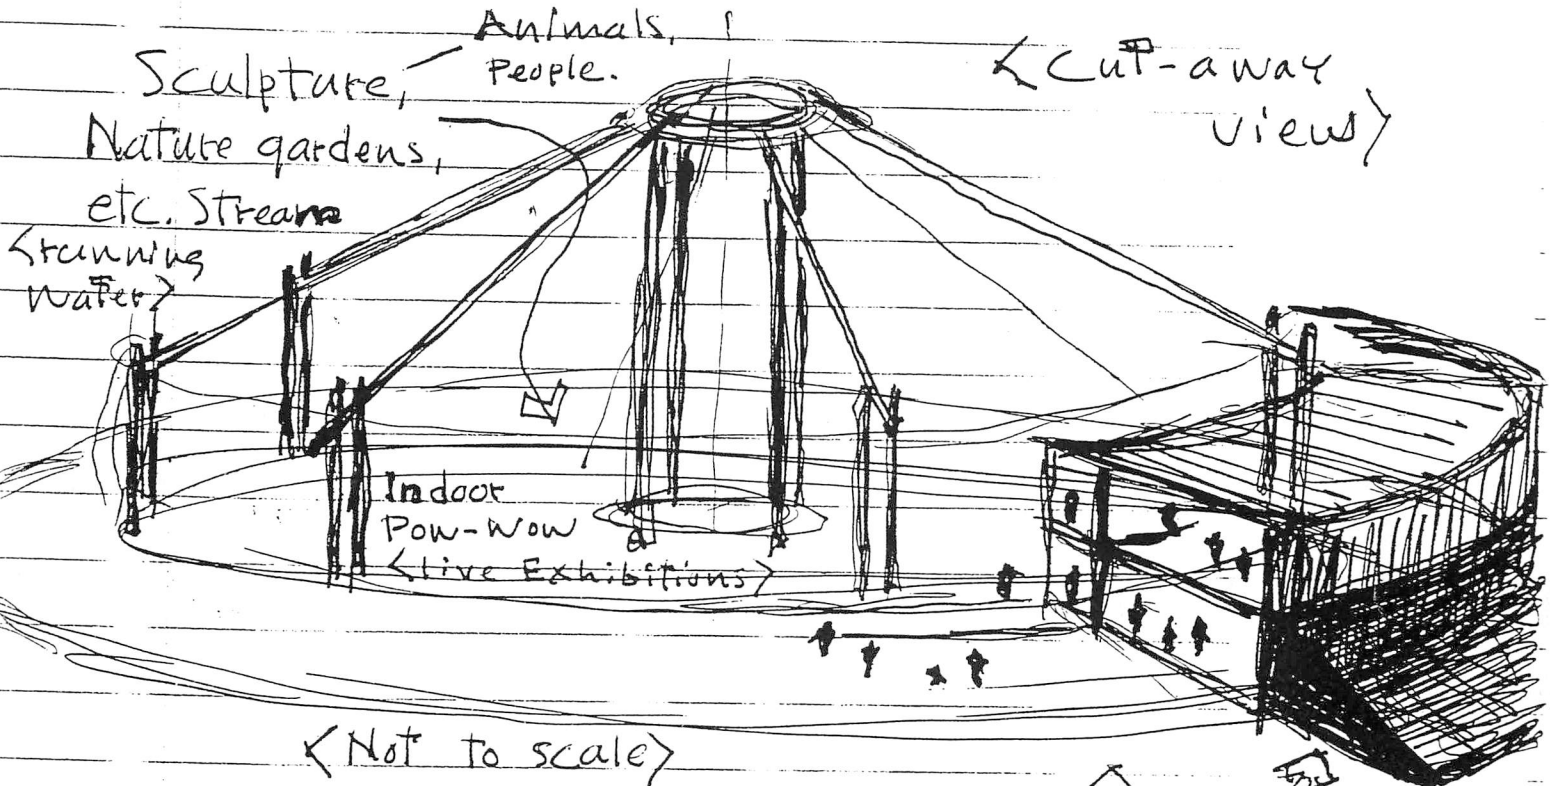 Animals,
People.
Sculpture,
Nature gardens,
etc. Stream
<running
water>
<Cut-away
view>
Indoor
Pow-Wow
<Live Exhibitions>
<Not to scale>